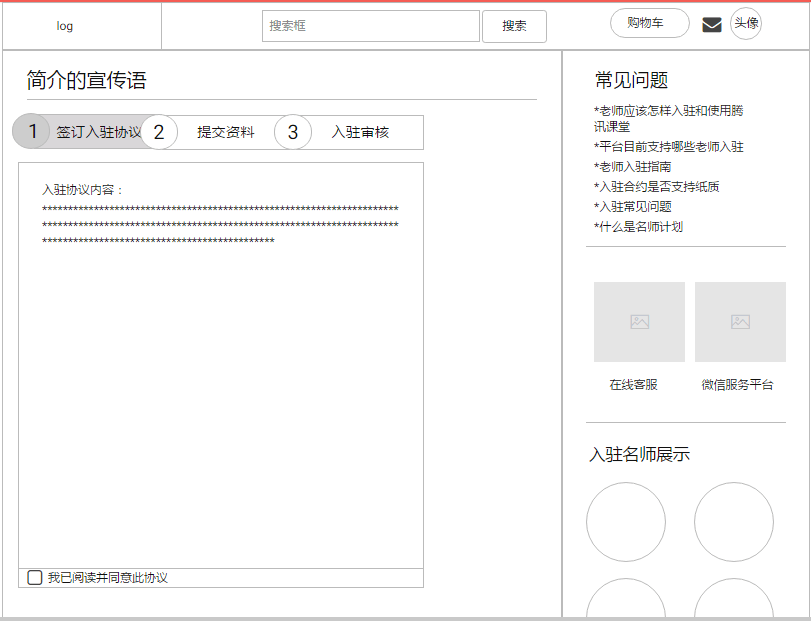 log
搜索框
搜索
购物车
头像
简介的宣传语
1 签订入驻协议
2 提交资料
3 入驻审核
入驻协议内容：
*********************************************************************
*********************************************************************
*********************************************
我已阅读并同意此协议
常见问题
*老师应该怎样入驻和使用腾
讯课堂
*平台目前支持哪些老师入驻
*老师入驻指南
*入驻合约是否支持纸质
*入驻常见问题
*什么是名师计划
在线客服
微信服务平台
入驻名师展示